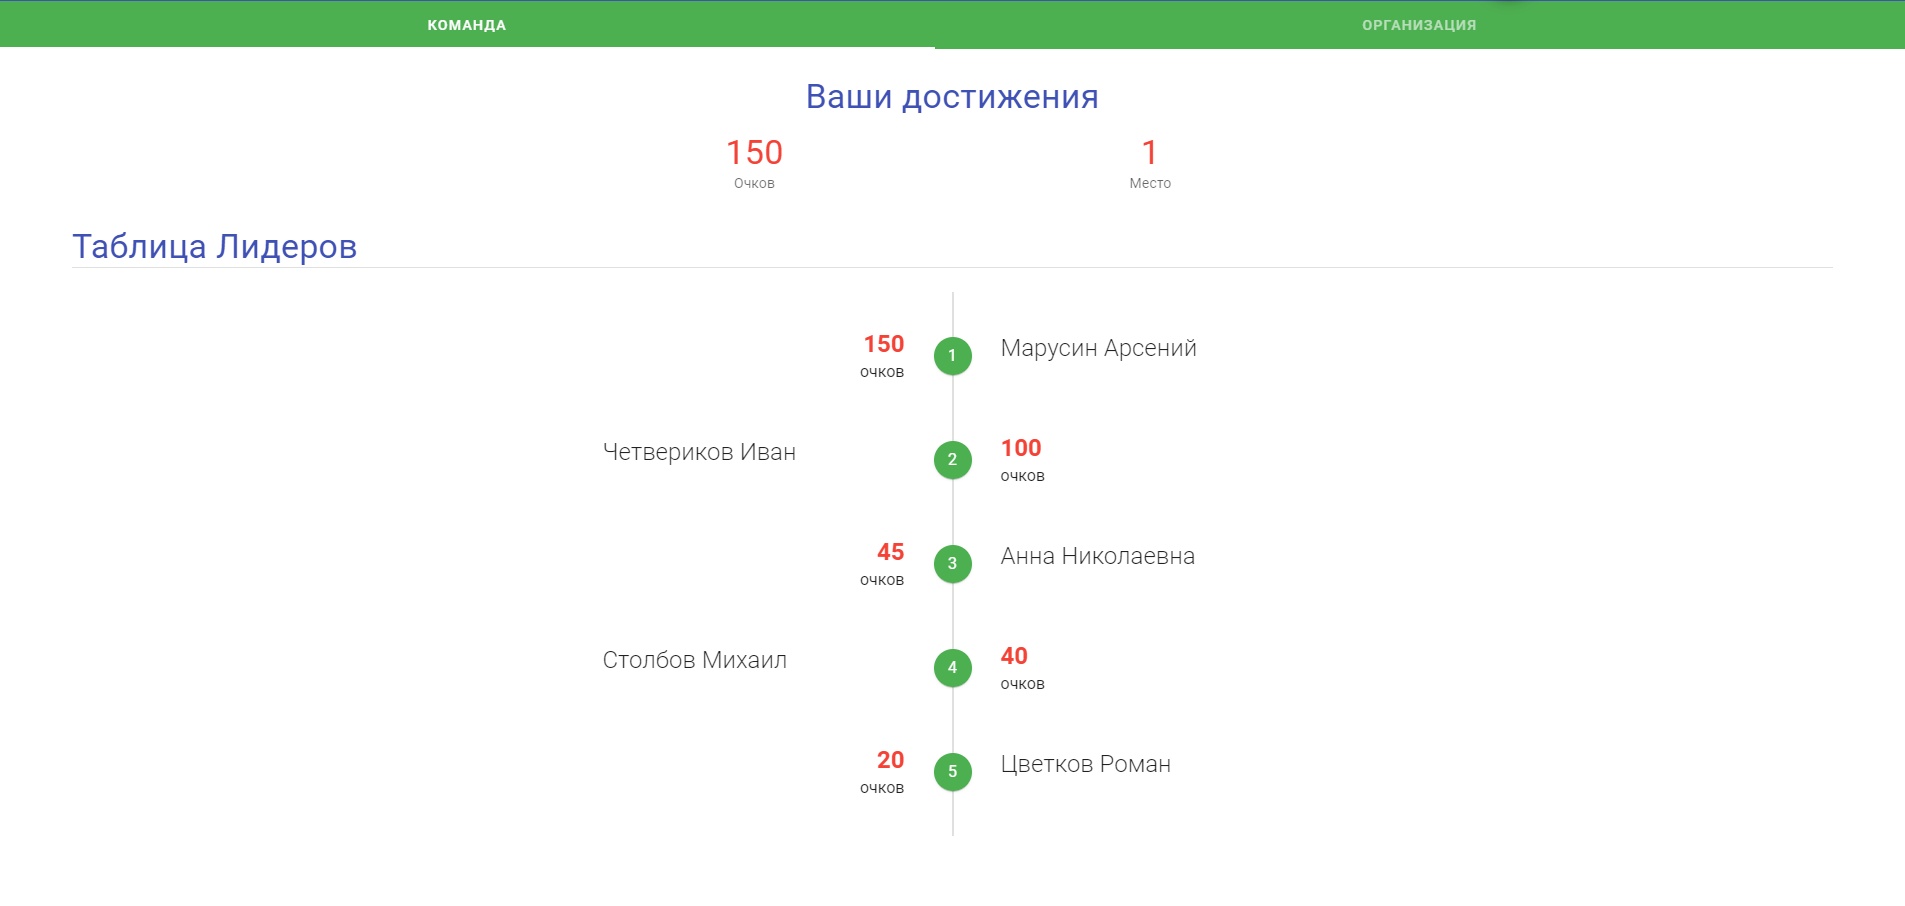 КОМАНДА
ОРГАНИЗАЦИЯ
Ваши достижения
150
Очков
1
Место
Таблица Лидеров
150
очков
1
Марусин Арсений
Четвериков Иван
2
100
очков
45
очков
3
Анна Николаевна
Столбов Михаил
4
40
очков
20
очков
5
Цветков Роман